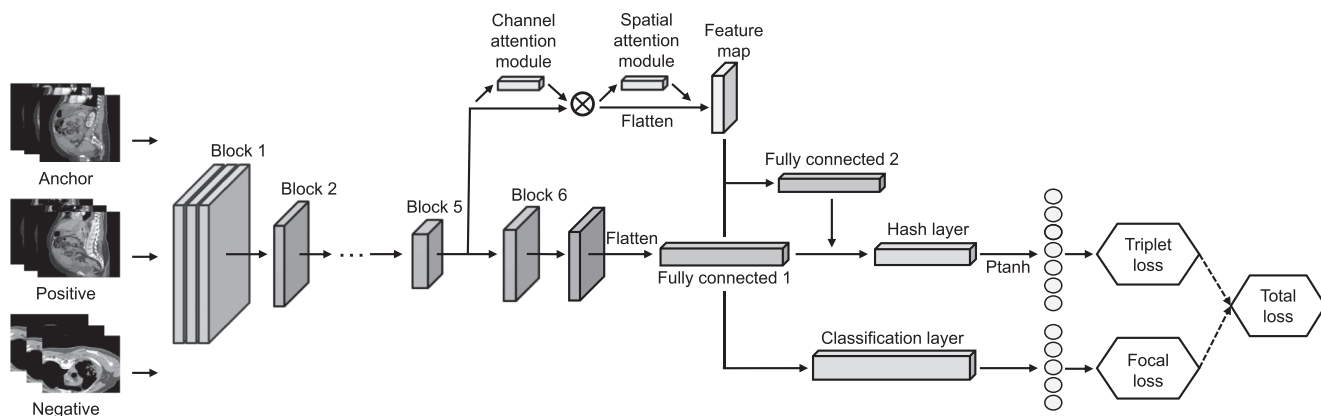 Channel
attention
module
Spatial
attention
module
Feature
map
Flatten
Anchor
Positive
Negative
Block 1
Block 2
...
Block 5
Block 6
Flatten
Fully connected 2
Fully connected 1
Hash layer
Ptanh
Classification layer
Triplet
loss
Focal
loss
Total
loss